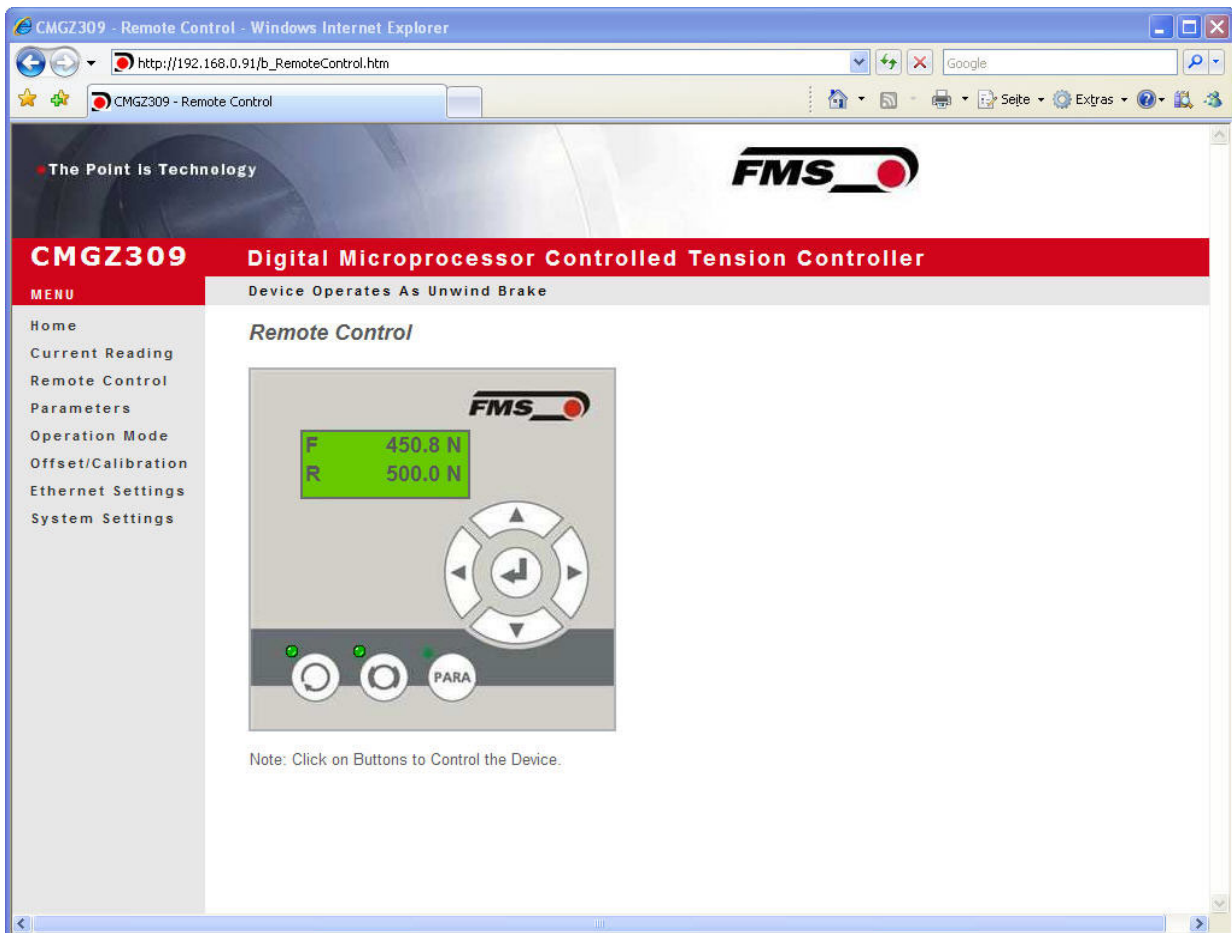 CMGZ309 - Remote Control - Windows Internet Explorer
http://192.168.0.91/b_RemoteControl.htm
Google
CMGZ309 - Remote Control
Seite
Extras
The Point is Technology
FMS
CMGZ309
Digital Microprocessor Controlled Tension Controller
MENU
Device Operates As Unwind Brake
Home
Current Reading
Remote Control
Parameters
Operation Mode
Offset/Calibration
Ethernet Settings
System Settings
Remote Control
FMS
F 450.8 N
R 500.0 N
PARA
Note: Click on Buttons to Control the Device.